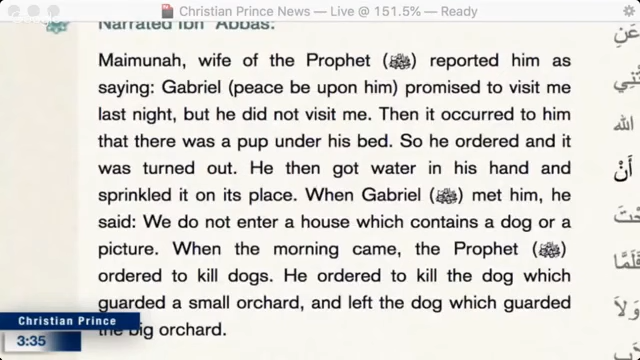 Christian Prince News — Live @ 151.5% — Ready
Narrated Ibn 'Abbas:
Maimunah, wife of the Prophet (ﷺ) reported him as
saying: Gabriel (peace be upon him) promised to visit me
last night, but he did not visit me. Then it occurred to him
that there was a pup under his bed. So he ordered and it
was turned out. He then got water in his hand and
sprinkled it on its place. When Gabriel (ﷺ) met him, he
said: We do not enter a house which contains a dog or a
picture. When the morning came, the Prophet (ﷺ)
ordered to kill dogs. He ordered to kill the dog which
guarded a small orchard, and left the dog which guarded
the big orchard.
عَنِ
الله
أَنْ
فَلَمَّا
وَلاَ
Christian Prince
3:35